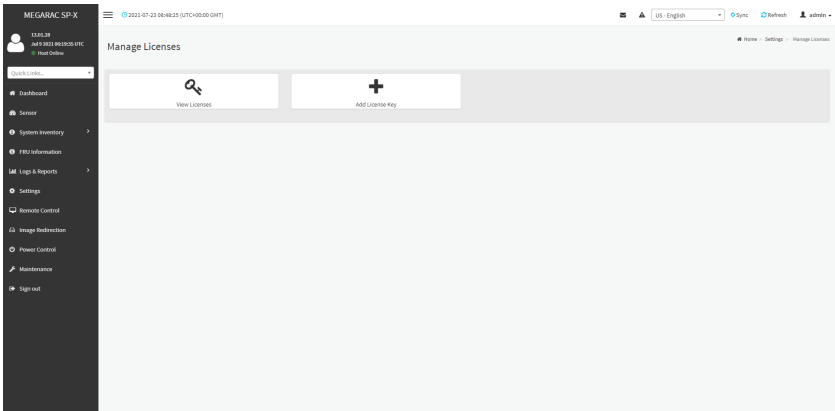 MEGARAC SP-X
13.01.28
Jul 9 2021 06:19:35 UTC
Host Online
Quick Links...
Dashboard
Sensor
System Inventory
FRU Information
Logs & Reports
Settings
Remote Control
Image Redirection
Power Control
Maintenance
Sign out
2021-07-23 08:48:25 (UTC+00:00 GMT)
US - English
Sync
Refresh
admin
Manage Licenses
Home > Settings > Manage Licenses
View Licenses
Add License Key